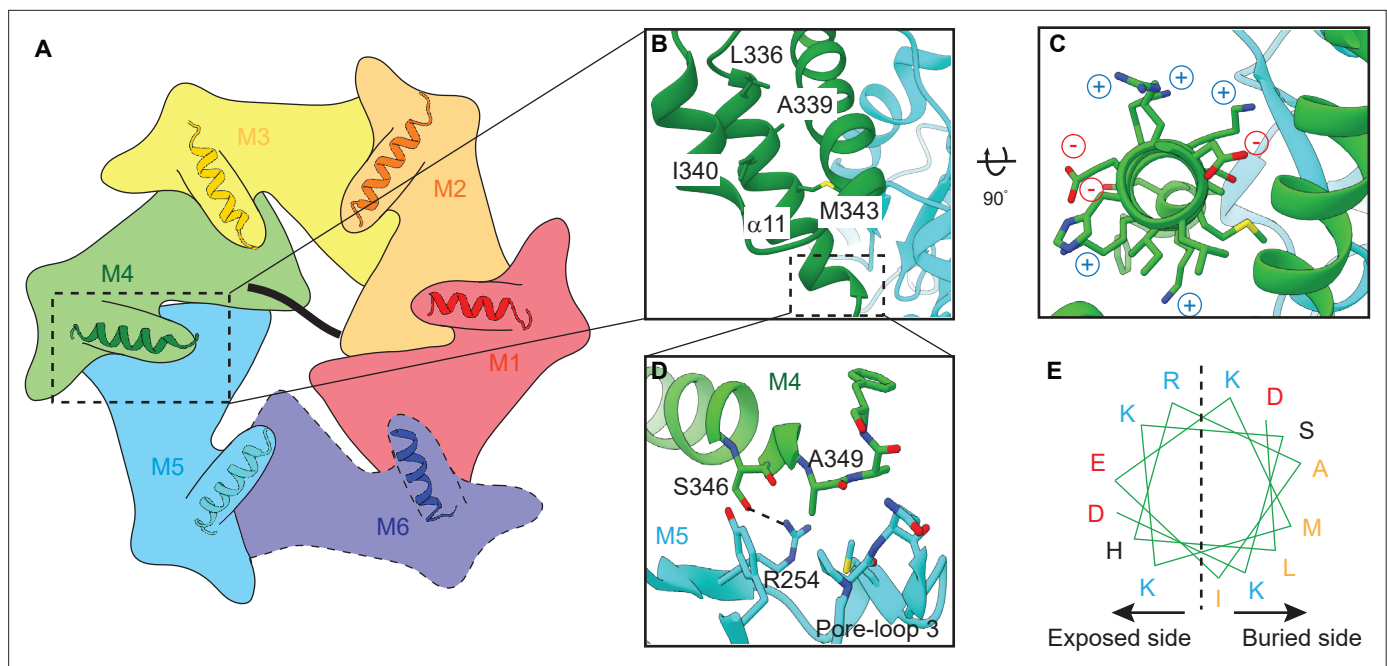 A
M3
M2
M4
M1
M5
M6
B
L336
A339
I340
M343
α11
90°
C
+
+
+
-
-
-
+
+
D
M4
A349
S346
M5
R254
Pore-loop 3
E
R
K
D
K
S
E
A
D
M
H
L
K
I
K
Exposed side
Buried side